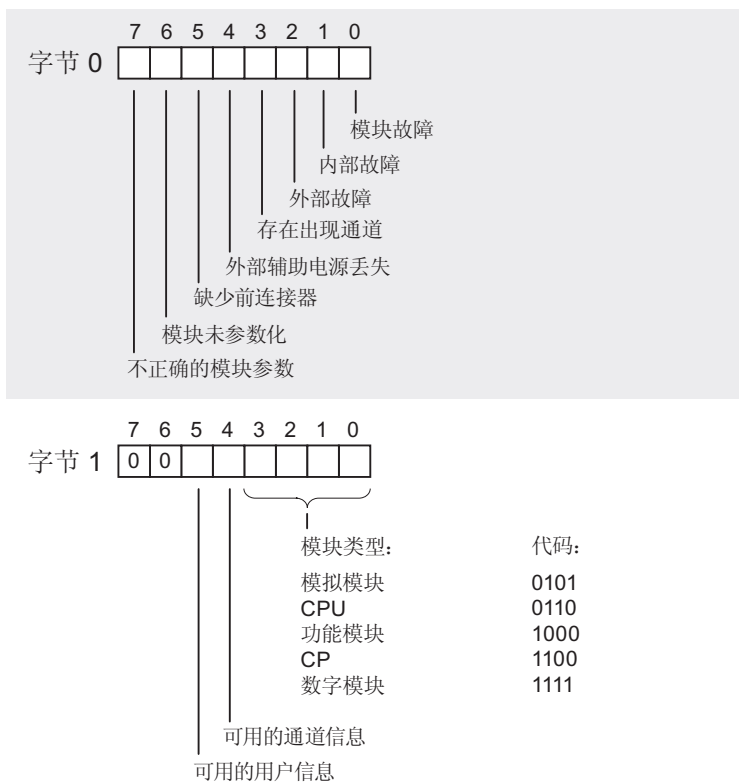 7 6 5 4 3 2 1 0
字节 0
模块故障
内部故障
外部故障
存在出现通道
外部辅助电源丢失
缺少前连接器
模块未参数化
不正确的模块参数
7 6 5 4 3 2 1 0
字节 1 0 0
模块类型: 代码:
模拟模块 0101
CPU 0110
功能模块 1000
CP 1100
数字模块 1111
可用的通道信息
可用的用户信息